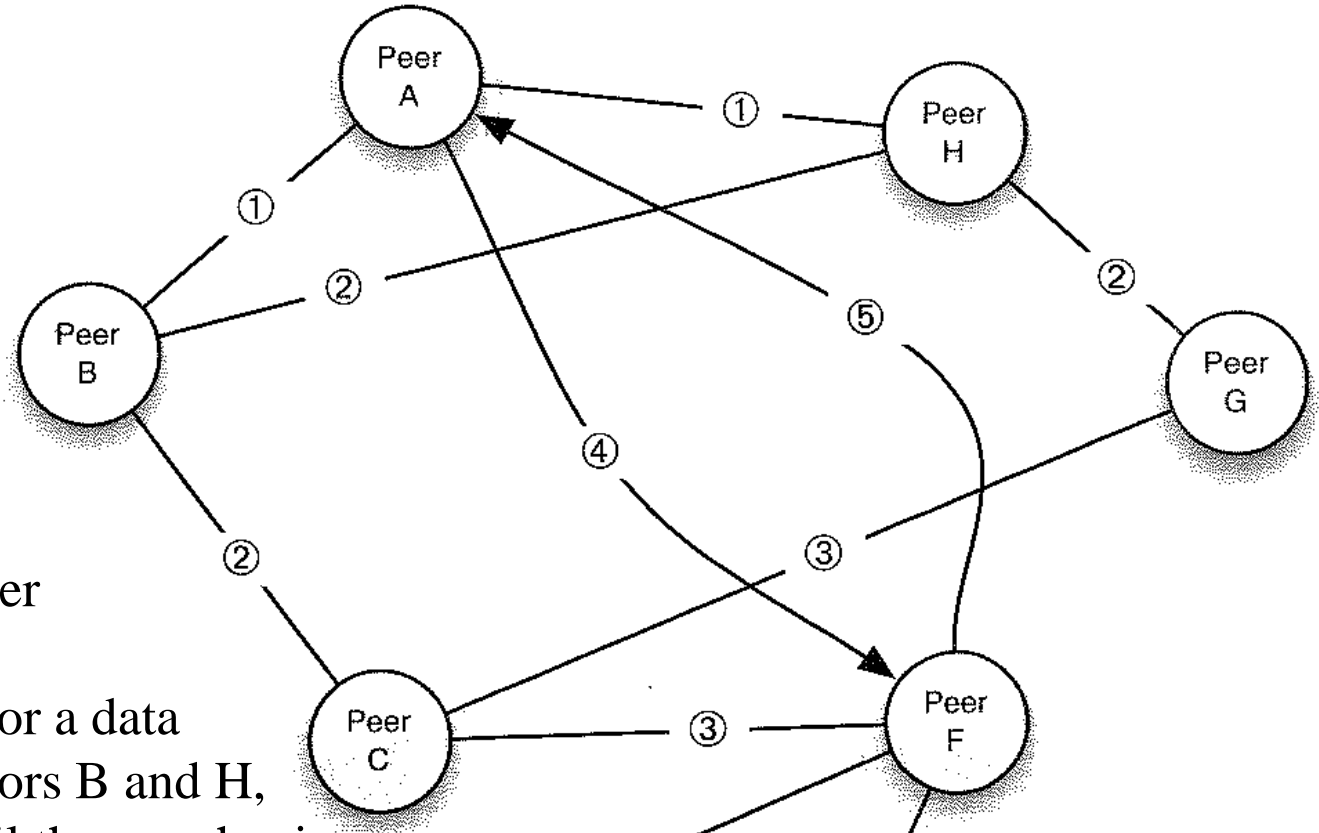 Peer
A
①
Peer
H
①
②
②
⑤
Peer
B
Peer
G
④
②
③
er
or a data
Peer
C
③
Peer
F
ors B and H,